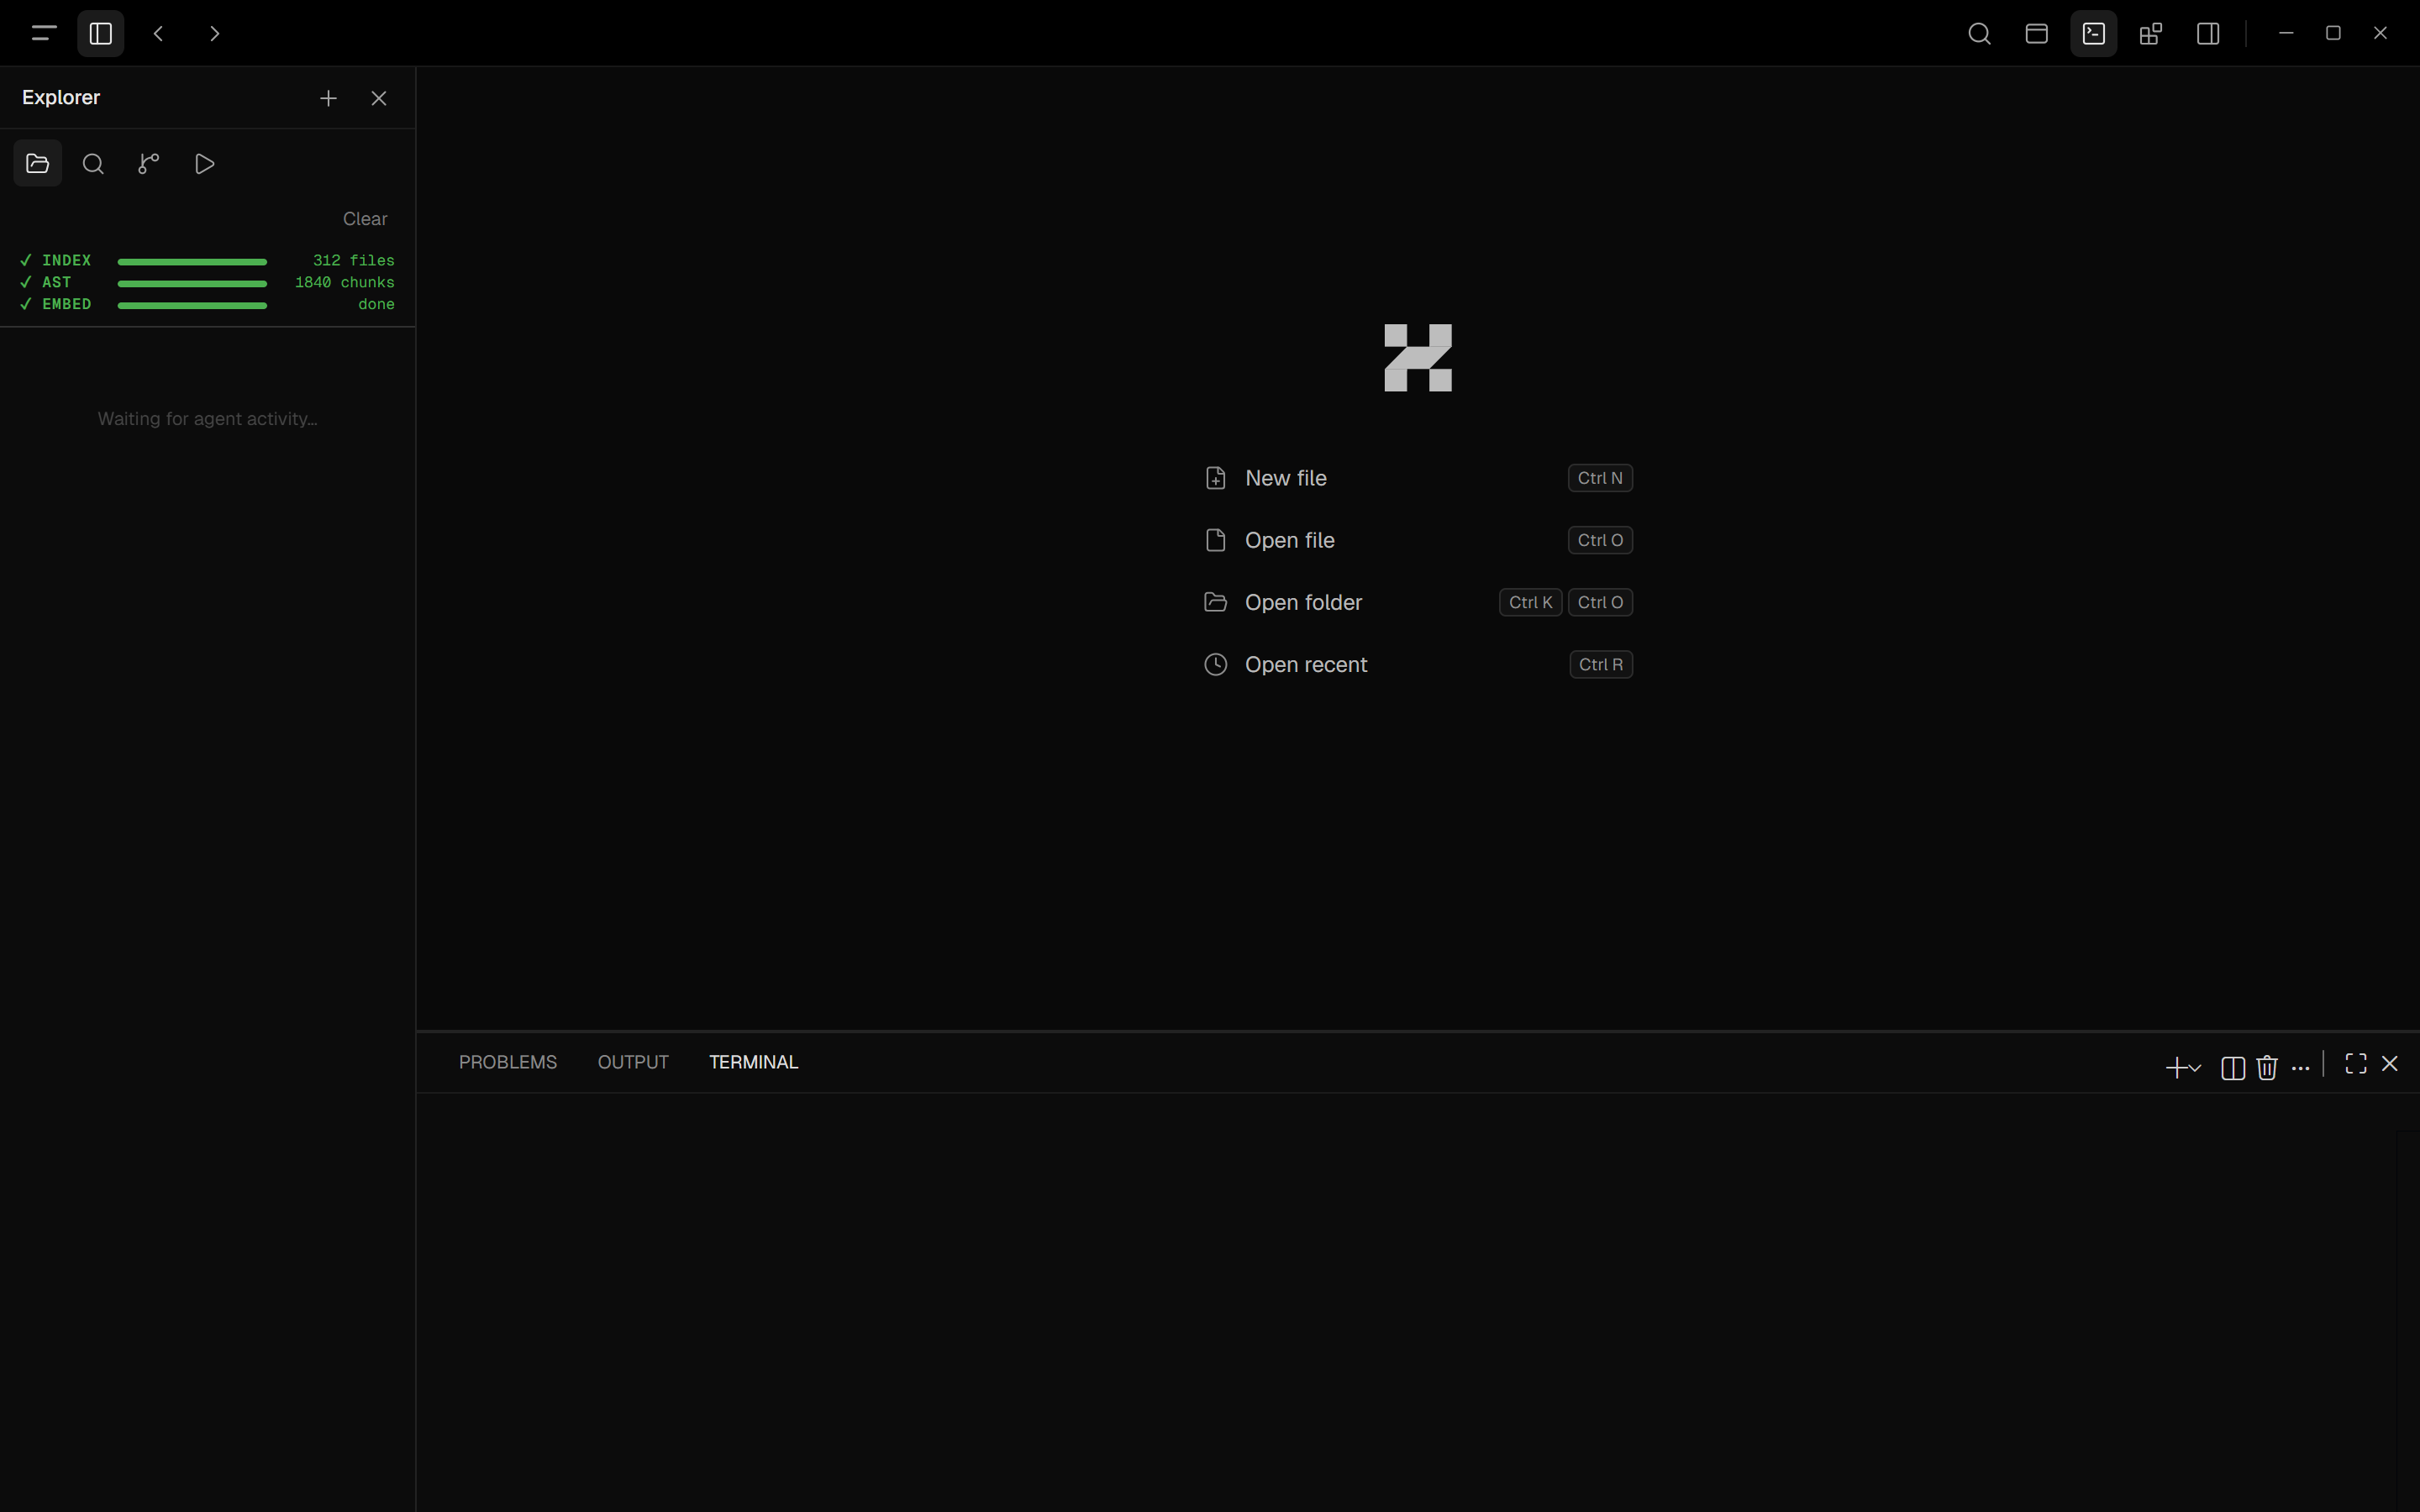 Explorer
Clear
✓ INDEX 312 files
✓ AST 1840 chunks
✓ EMBED done
Waiting for agent activity...
New file Ctrl N
Open file Ctrl O
Open folder Ctrl K Ctrl O
Open recent Ctrl R
PROBLEMS OUTPUT TERMINAL